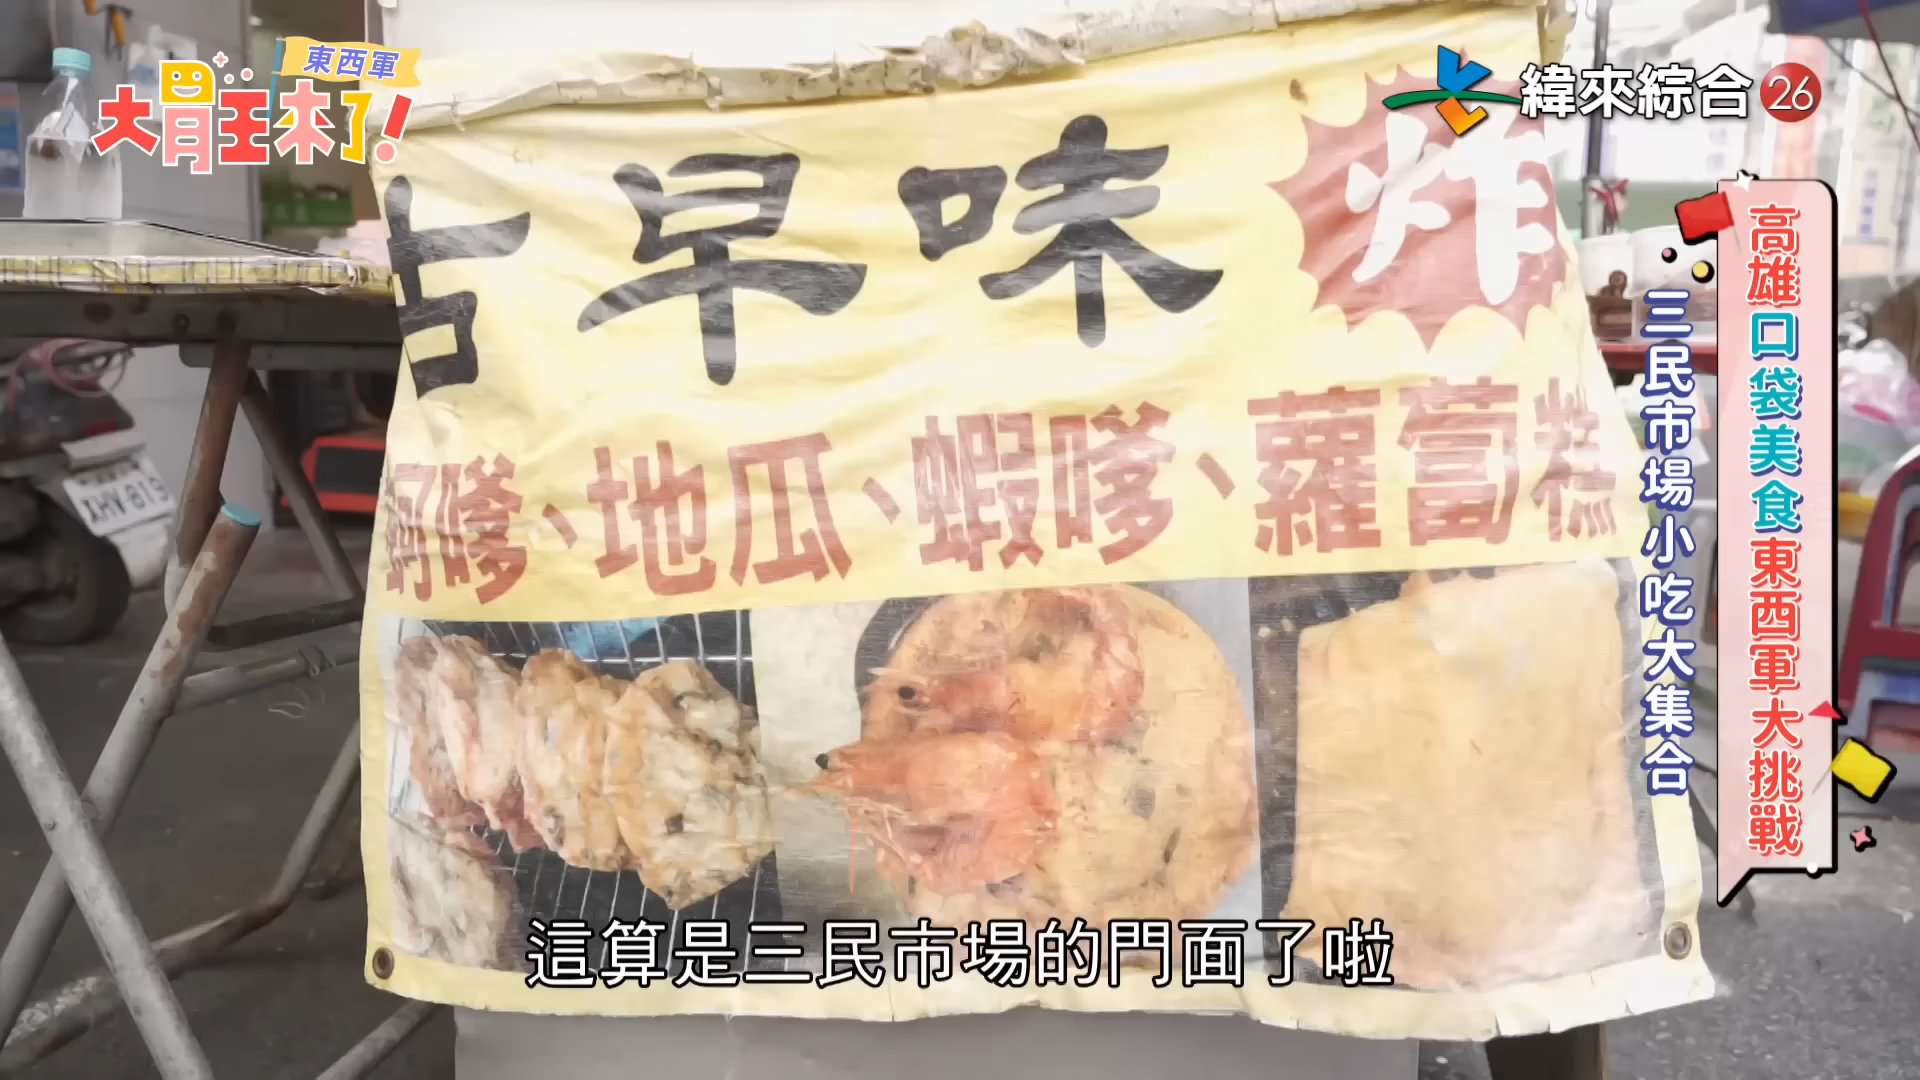 東西軍
大胃王來了!
緯來綜合 26
古早味 炸
蚵嗲、地瓜、蝦嗲、蘿蔔糕
高雄口袋美食東西軍大挑戰
三民市場小吃大集合
這算是三民市場的門面了啦